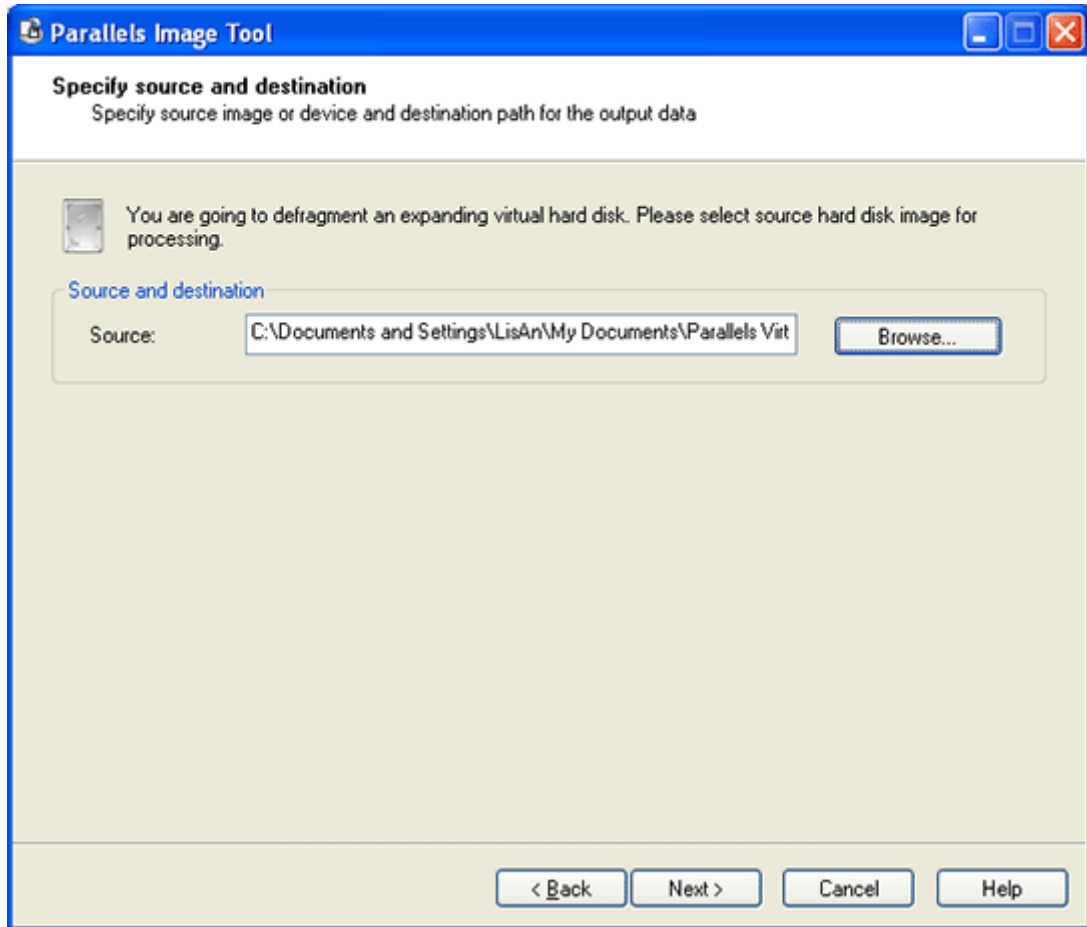 Parallels Image Tool
Specify source and destination
Specify source image or device and destination path for the output data
You are going to defragment an expanding virtual hard disk. Please select source hard disk image for
processing.
Source and destination
Source: C:\Documents and Settings\LisAn\My Documents\Parallels Virt Browse...
< Back Next > Cancel Help